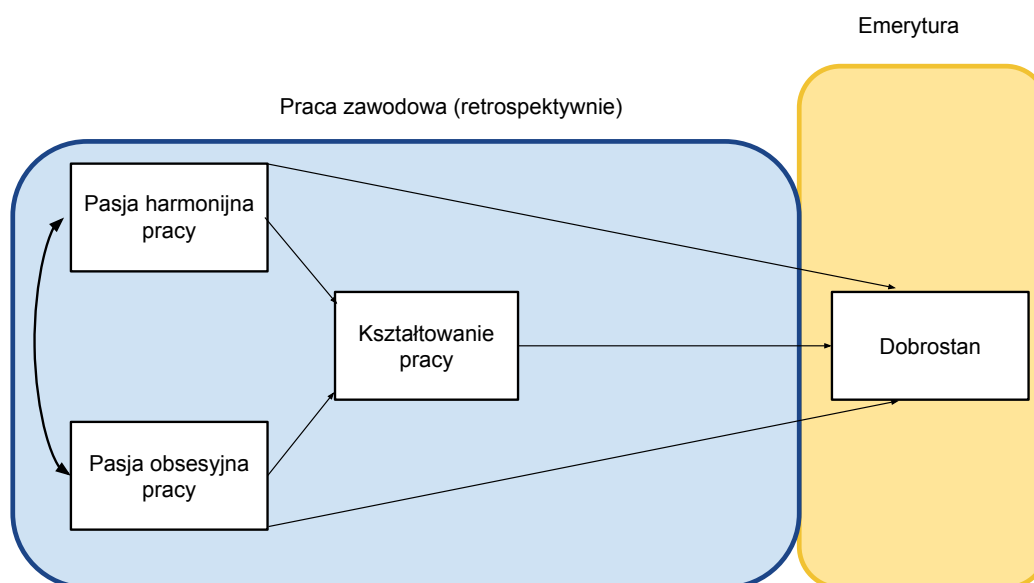 Emerytura
Praca zawodowa (retrospektywnie)
Pasja harmonijna
pracy
Kształtowanie
pracy
Dobrostan
Pasja obsesyjna
pracy